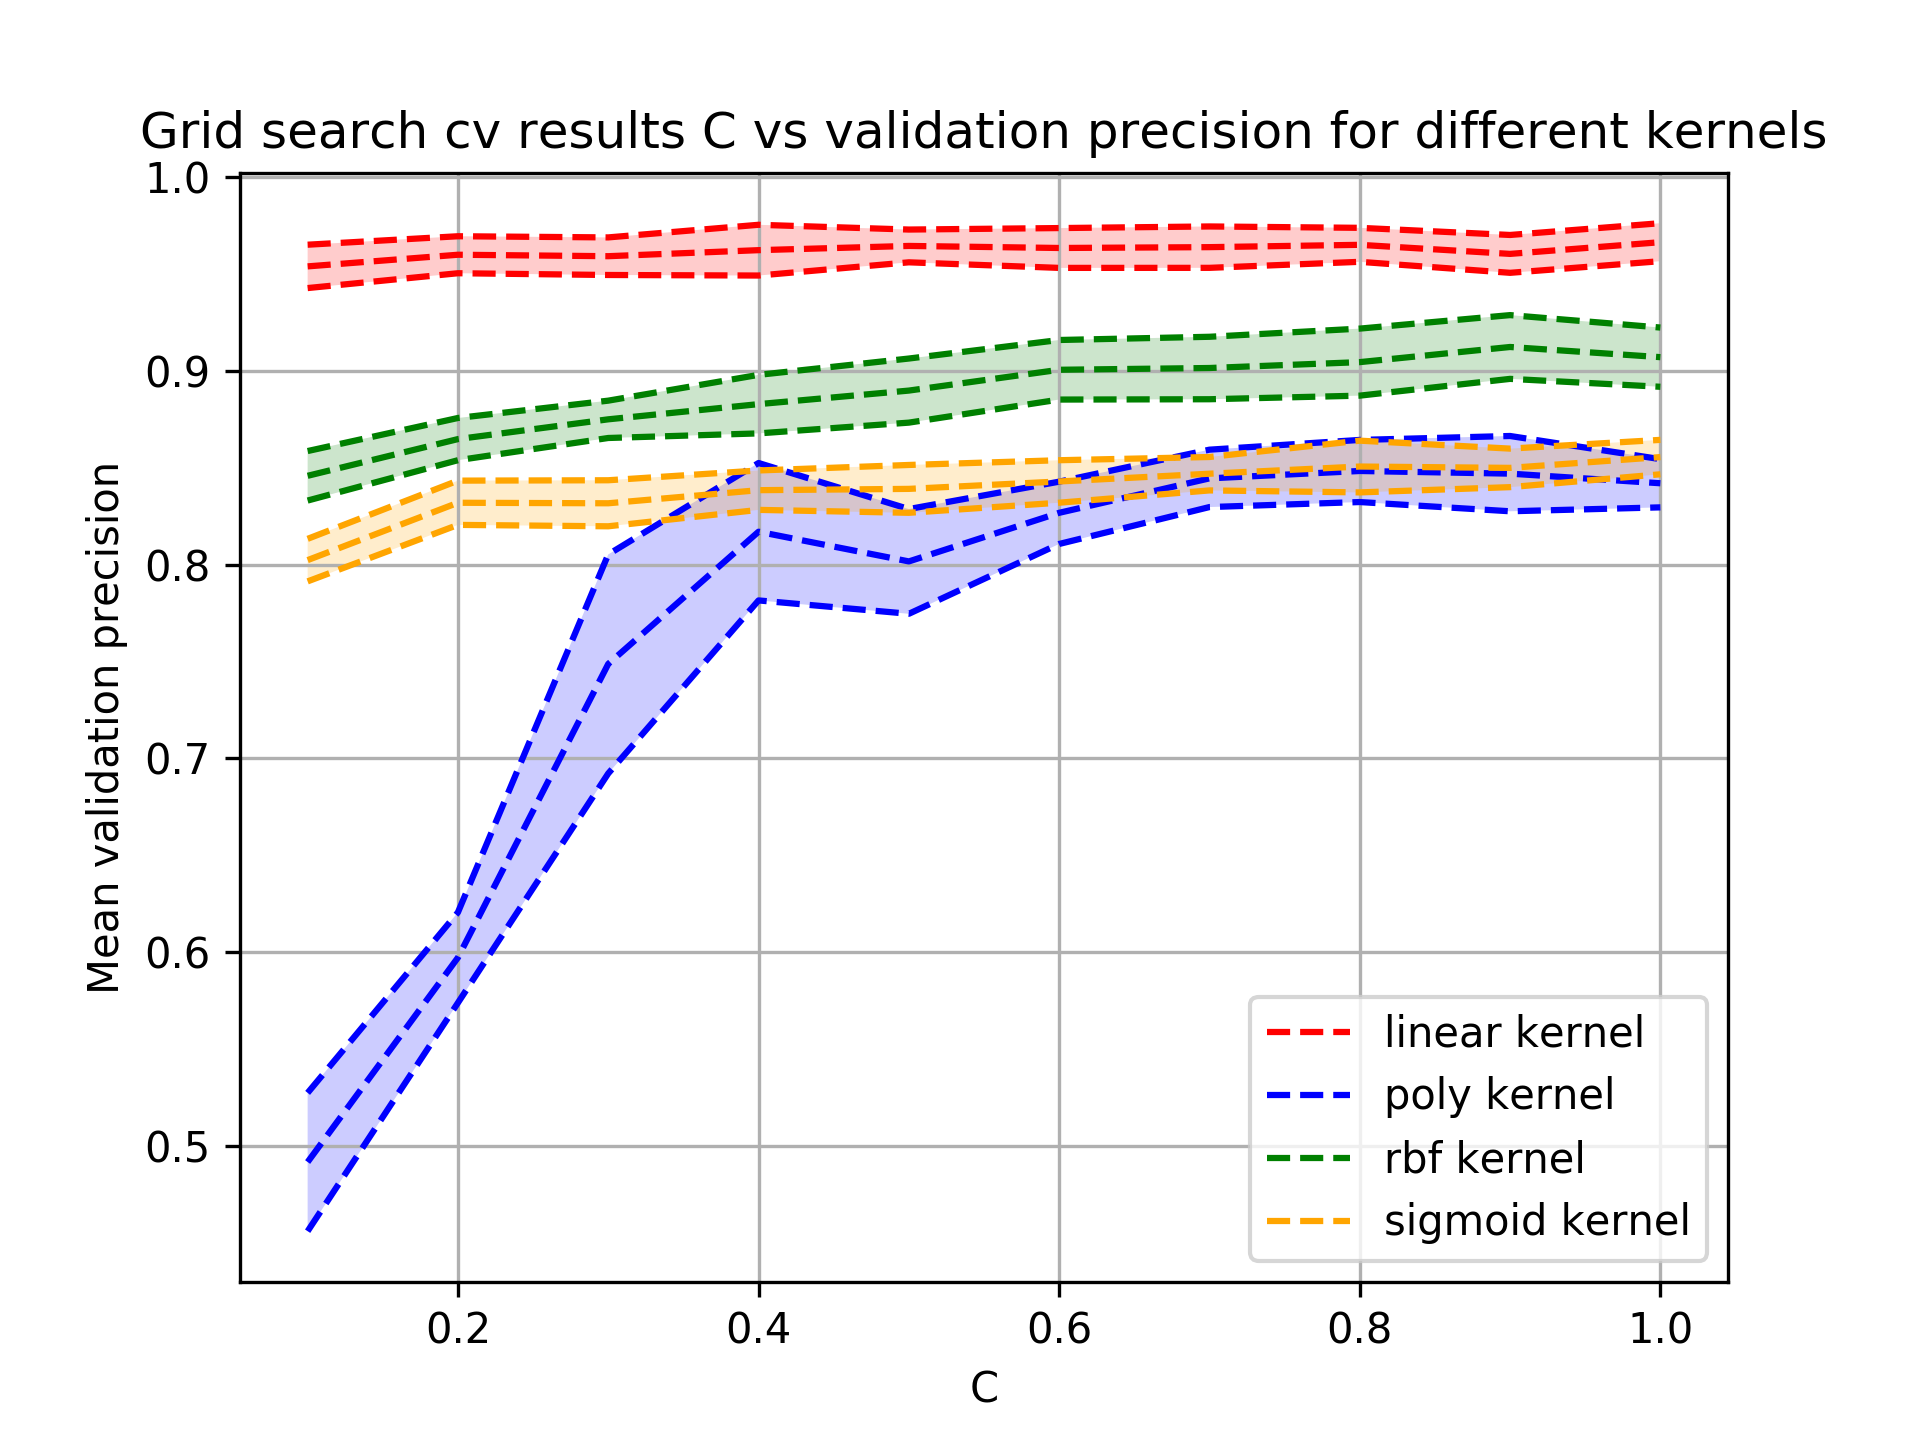 Grid search cv results C vs validation precision for different kernels
1.0
0.9
0.8
0.7
0.6
0.5
Mean validation precision
linear kernel
poly kernel
rbf kernel
sigmoid kernel
0.2 0.4 0.6 0.8 1.0
C